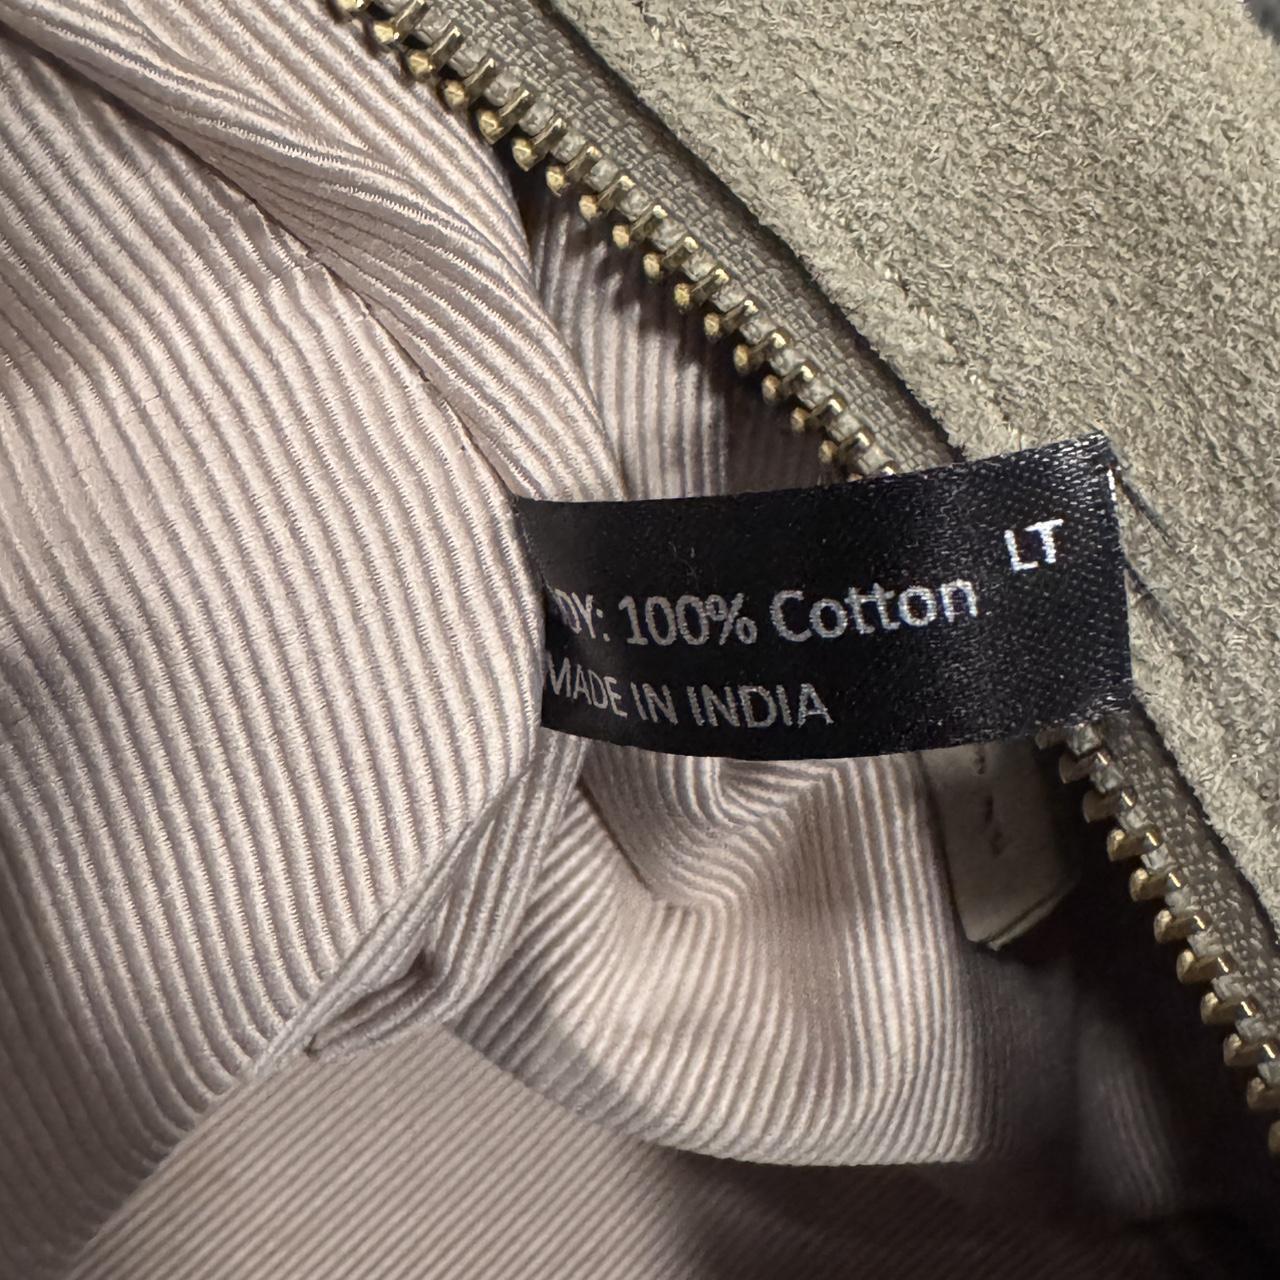 LT
DY: 100% Cotton
MADE IN INDIA